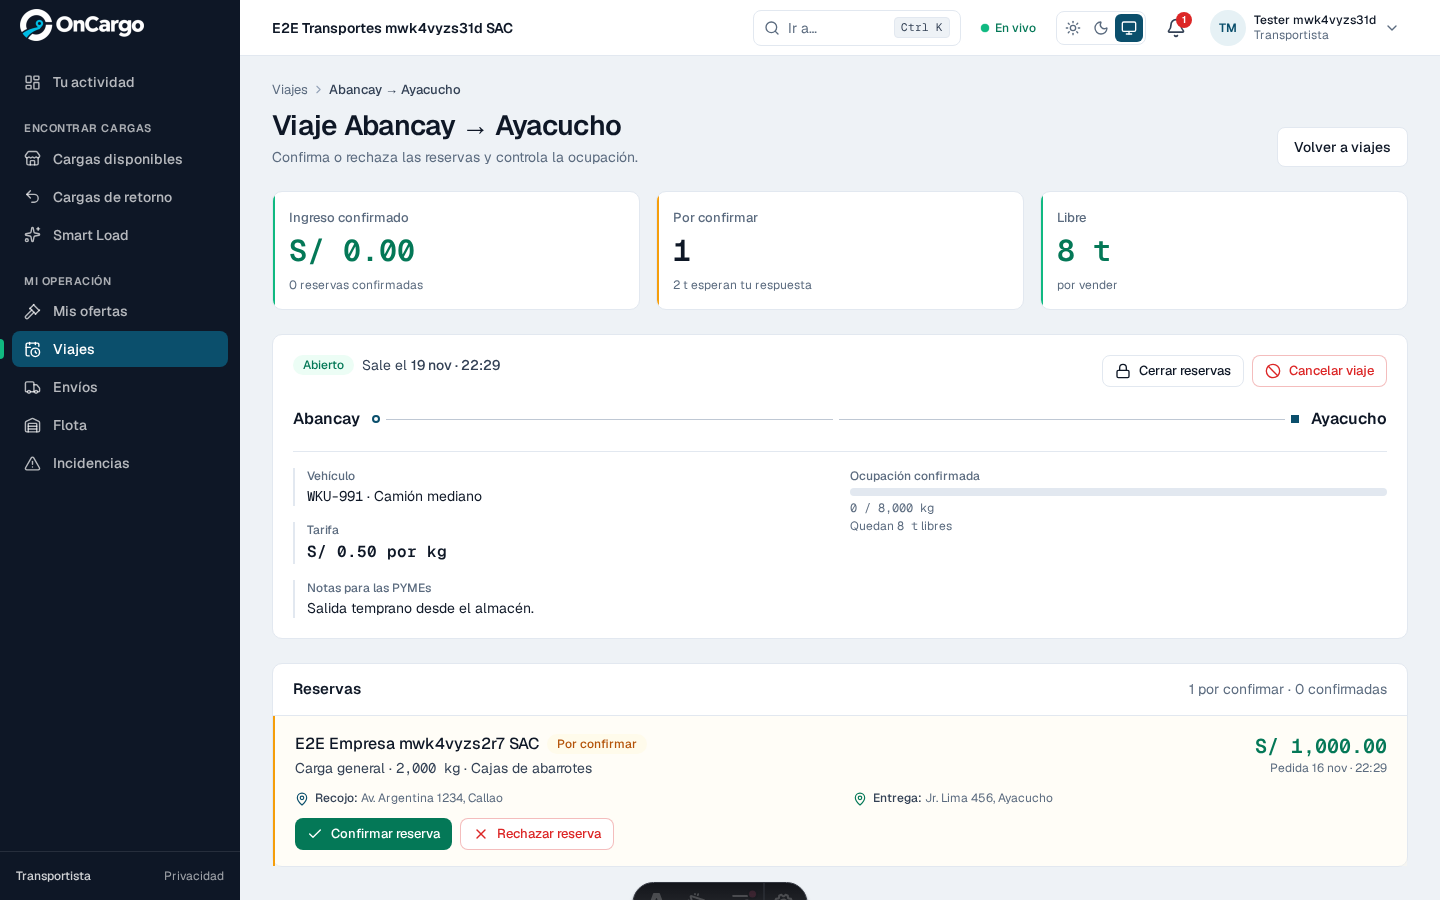 OnCargo
E2E Transportes mwk4vyzs31d SAC
Ir a...
Ctrl K
En vivo
1
TM
Tester mwk4vyzs31d
Transportista
Tu actividad
ENCONTRAR CARGAS
Cargas disponibles
Cargas de retorno
Smart Load
MI OPERACIÓN
Mis ofertas
Viajes
Envíos
Flota
Incidencias
Transportista
Privacidad
Viajes > Abancay → Ayacucho
Viaje Abancay → Ayacucho
Confirma o rechaza las reservas y controla la ocupación.
Volver a viajes
Ingreso confirmado
S/ 0.00
0 reservas confirmadas
Por confirmar
1
2 t esperan tu respuesta
Libre
8 t
por vender
Abierto
Sale el 19 nov · 22:29
Cerrar reservas
Cancelar viaje
Abancay
Ayacucho
Vehículo
WKU-991 · Camión mediano
Tarifa
S/ 0.50 por kg
Notas para las PYMEs
Salida temprano desde el almacén.
Ocupación confirmada
0 / 8,000 kg
Quedan 8 t libres
Reservas
1 por confirmar · 0 confirmadas
E2E Empresa mwk4vyzs2r7 SAC
Por confirmar
S/ 1,000.00
Carga general · 2,000 kg · Cajas de abarrotes
Pedida 16 nov · 22:29
Recojo: Av. Argentina 1234, Callao
Entrega: Jr. Lima 456, Ayacucho
Confirmar reserva
Rechazar reserva